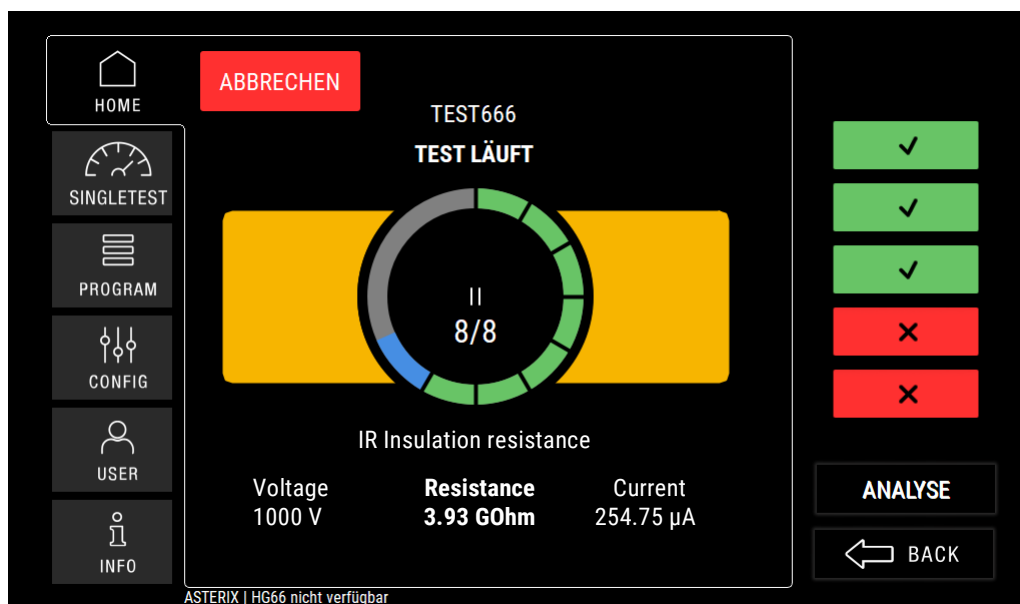 HOME
SINGLETEST
PROGRAM
CONFIG
USER
INFO
ABBRECHEN
TEST666
TEST LÄUFT
8/8
IR Insulation resistance
Voltage Resistance Current
1000 V 3.93 GOhm 254.75 µA
ANALYSE
BACK
ASTERIX | HG66 nicht verfügbar